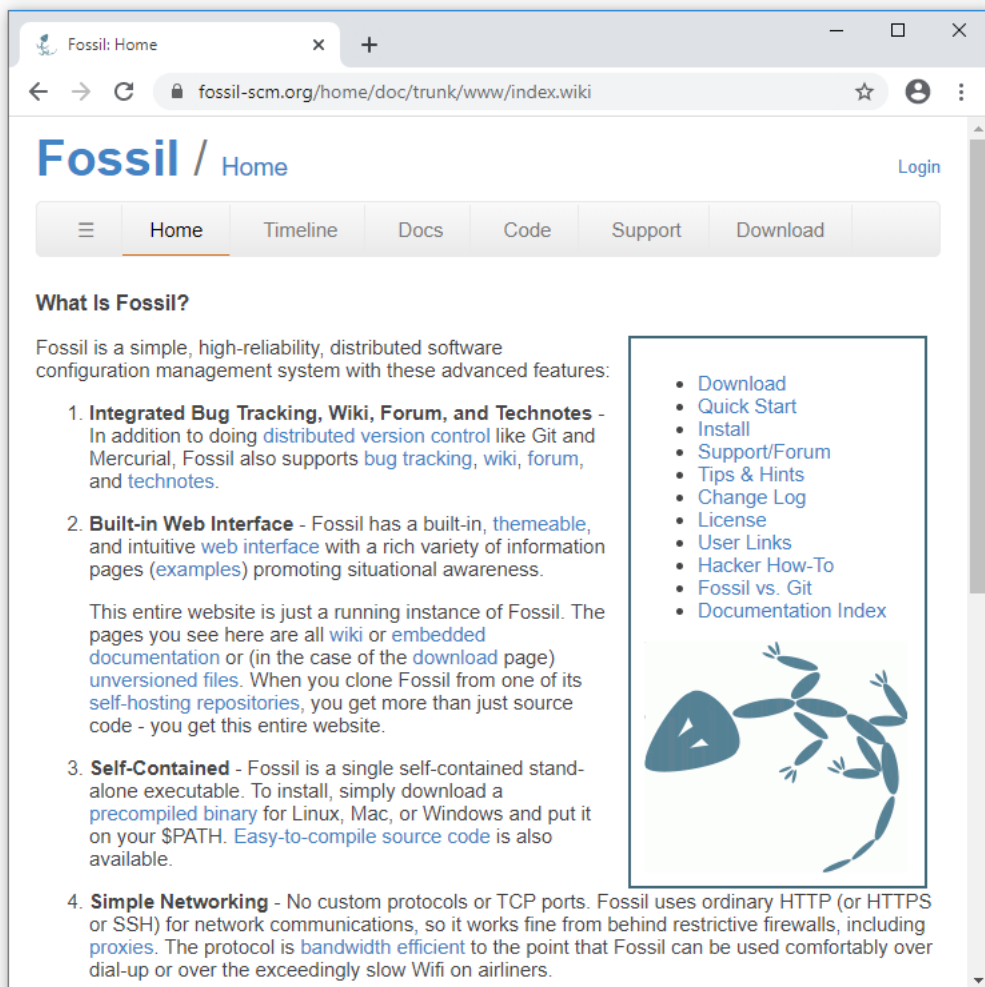 Fossil: Home
fossil-scm.org/home/doc/trunk/www/index.wiki
Fossil / Home
Login
☰ Home Timeline Docs Code Support Download
What Is Fossil?
Fossil is a simple, high-reliability, distributed software
configuration management system with these advanced features:
1. Integrated Bug Tracking, Wiki, Forum, and Technotes -
In addition to doing distributed version control like Git and
Mercurial, Fossil also supports bug tracking, wiki, forum,
and technotes.
2. Built-in Web Interface - Fossil has a built-in, themeable,
and intuitive web interface with a rich variety of information
pages (examples) promoting situational awareness.
This entire website is just a running instance of Fossil. The
pages you see here are all wiki or embedded
documentation or (in the case of the download page)
unversioned files. When you clone Fossil from one of its
self-hosting repositories, you get more than just source
code - you get this entire website.
3. Self-Contained - Fossil is a single self-contained stand-
alone executable. To install, simply download a
precompiled binary for Linux, Mac, or Windows and put it
on your $PATH. Easy-to-compile source code is also
available.
• Download
• Quick Start
• Install
• Support/Forum
• Tips & Hints
• Change Log
• License
• User Links
• Hacker How-To
• Fossil vs. Git
• Documentation Index
4. Simple Networking - No custom protocols or TCP ports. Fossil uses ordinary HTTP (or HTTPS
or SSH) for network communications, so it works fine from behind restrictive firewalls, including
proxies. The protocol is bandwidth efficient to the point that Fossil can be used comfortably over
dial-up or over the exceedingly slow Wifi on airliners.